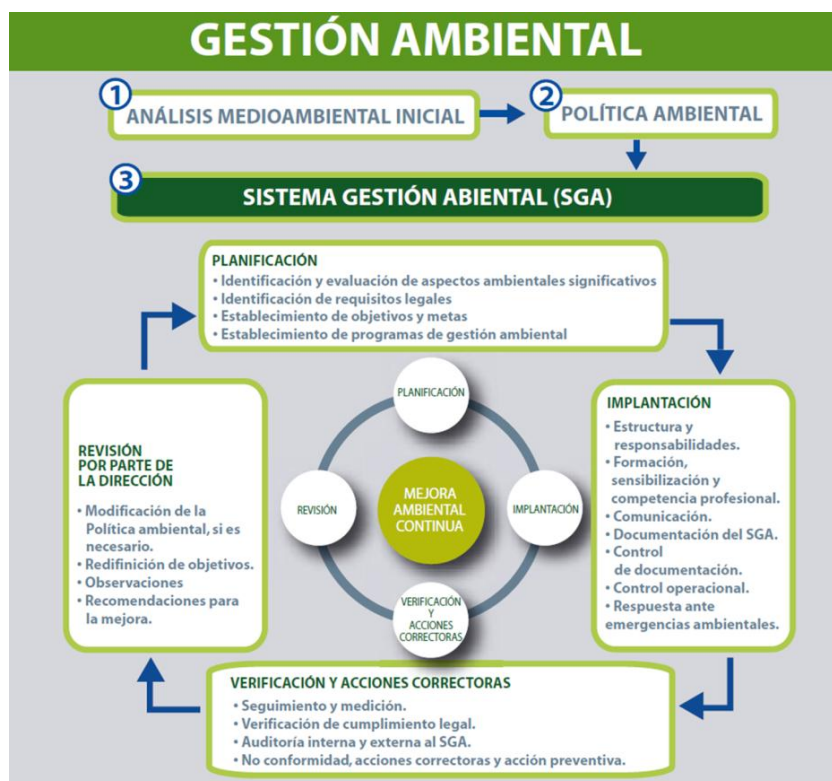 GESTIÓN AMBIENTAL
1
ANÁLISIS MEDIOAMBIENTAL INICIAL
2
POLÍTICA AMBIENTAL
3
SISTEMA GESTIÓN ABIENTAL (SGA)
PLANIFICACIÓN
• Identificación y evaluación de aspectos ambientales significativos
• Identificación de requisitos legales
• Establecimiento de objetivos y metas
• Establecimiento de programas de gestión ambiental
IMPLANTACIÓN
• Estructura y
responsabilidades.
• Formación,
sensibilización y
competencia profesional.
• Comunicación.
• Documentación del SGA.
• Control
de documentación.
• Control operacional.
• Respuesta ante
emergencias ambientales.
VERIFICACIÓN Y ACCIONES CORRECTORAS
• Seguimiento y medición.
• Verificación de cumplimiento legal.
• Auditoría interna y externa al SGA.
• No conformidad, acciones correctoras y acción preventiva.
REVISIÓN
POR PARTE DE
LA DIRECCIÓN
• Modificación de la
Política ambiental, si es
necesario.
• Redifinición de objetivos.
• Observaciones
• Recomendaciones para
la mejora.
PLANIFICACIÓN
IMPLANTACIÓN
VERIFICACIÓN
Y
ACCIONES
CORRECTORAS
REVISIÓN
MEJORA
AMBIENTAL
CONTINUA